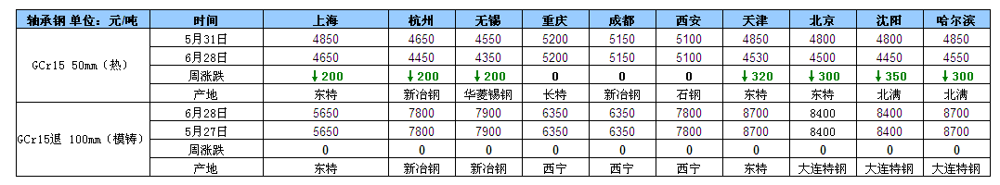 轴承钢 单位：元/吨 时间 上海 杭州 无锡 重庆 成都 西安 天津 北京 沈阳 哈尔滨
GCr15 50mm（热） 5月31日 4850 4650 4550 5200 5150 5100 4850 4800 4800 4850
6月28日 4650 4450 4350 5200 5150 5100 4530 4500 4450 4550
周涨跌 ↓200 ↓200 ↓200 0 0 0 ↓320 ↓300 ↓350 ↓300
产地 东特 新冶钢 华菱锡钢 长特 新冶钢 石钢 东特 东特 北满 北满
GCr15退 100mm（模铸） 6月28日 5650 7800 7900 6350 6350 7800 8700 8400 8400 8700
5月27日 5650 7800 7900 6350 6350 7800 8700 8400 8400 8700
周涨跌 0 0 0 0 0 0 0 0 0 0
产地 东特 新冶钢 新冶钢 西宁 西宁 西宁 东特 大连特钢 大连特钢 大连特钢